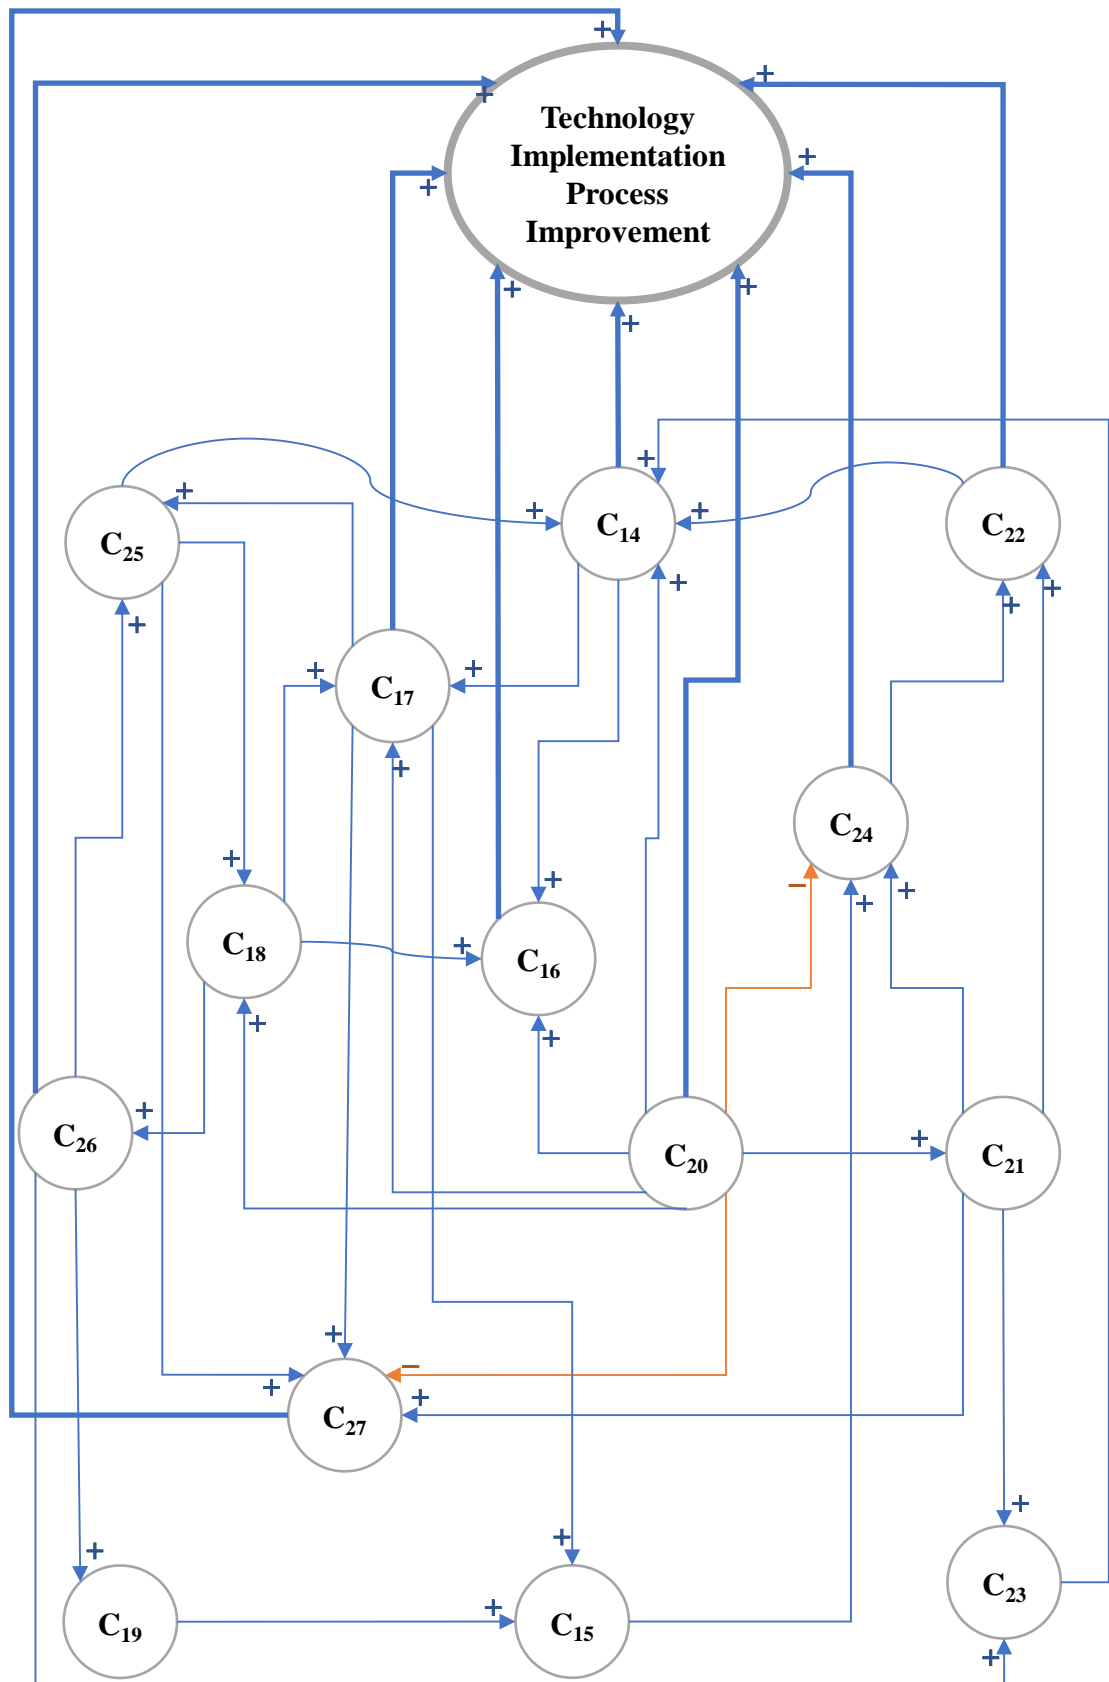 +
+
+
Technology
Implementation
Process
Improvement
+
+
+
+
+
+
+
+
+
C₂₅
C₁₄
C₂₂
+
+
+
+
+
+
C₁₇
+
C₂₄
+
+
−
+
+
+
C₁₈
C₁₆
+
+
+
+
C₂₆
C₂₀
C₂₁
+
−
+
+
C₂₇
+
+
+
C₂₃
+
C₁₉
C₁₅
+